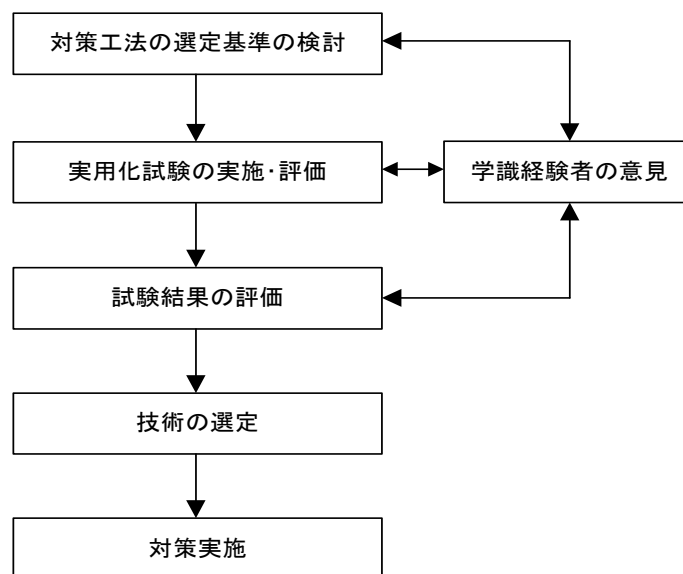 対策工法の選定基準の検討
実用化試験の実施・評価
学識経験者の意見
試験結果の評価
技術の選定
対策実施